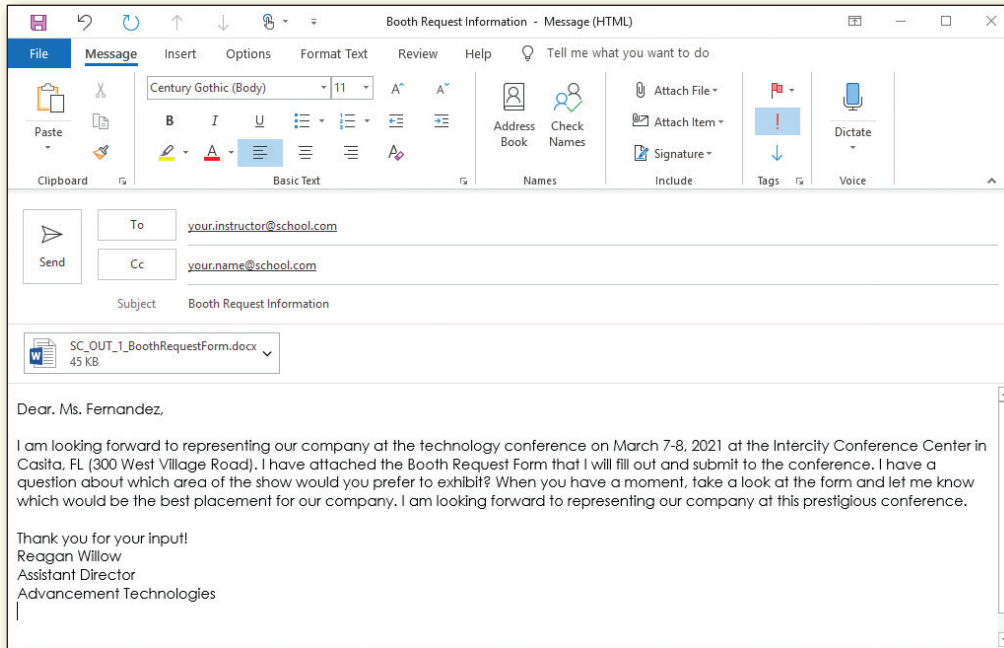 Booth Request Information - Message (HTML)
File Message Insert Options Format Text Review Help Tell me what you want to do
Century Gothic (Body) 11 A^ A˅ Attach File
Paste B I U Address Book Check Names Attach Item ! Dictate
A A Signature
Clipboard Basic Text Names Include Tags Voice
To your.instructor@school.com
Send Cc your.name@school.com
Subject Booth Request Information
W SC_OUT_1_BoothRequestForm.docx
45 KB
Dear. Ms. Fernandez,
I am looking forward to representing our company at the technology conference on March 7-8, 2021 at the Intercity Conference Center in
Casita, FL (300 West Village Road). I have attached the Booth Request Form that I will fill out and submit to the conference. I have a
question about which area of the show would you prefer to exhibit? When you have a moment, take a look at the form and let me know
which would be the best placement for our company. I am looking forward to representing our company at this prestigious conference.
Thank you for your input!
Reagan Willow
Assistant Director
Advancement Technologies